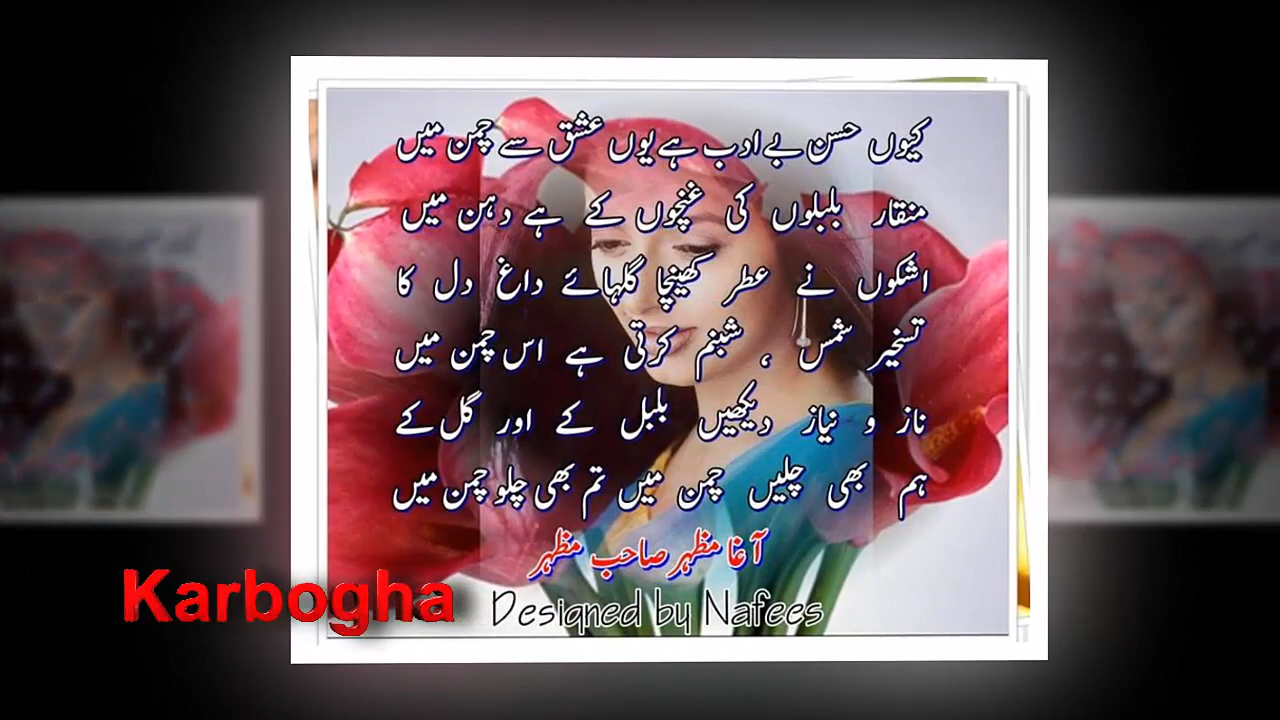 کیوں حسن بے ادب ہے یوں عشق سے چمن میں
منقار بلبلوں کی غنچوں کے ہے دہن میں
اشکوں نے عطر کھینچا گلہائے داغ دل کا
تسخیر شمس ، شبنم کرتی ہے اس چمن میں
ناز و نیاز دیکھیں بلبل کے اور گل کے
ہم بھی چلیں چمن میں تم بھی چلو چمن میں
آغا مظہر صاحب مظہر
Karbogha
Designed by Nafees